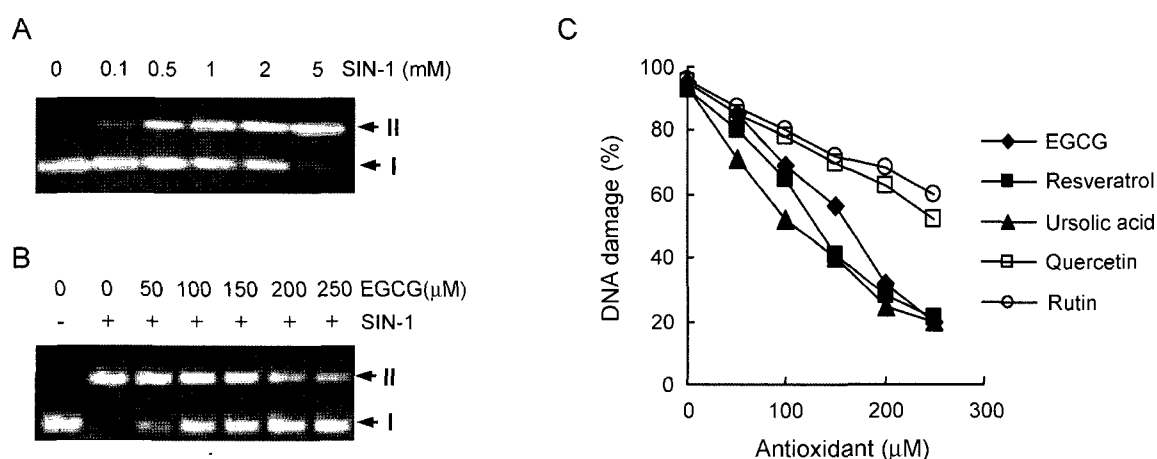 A
0 0.1 0.5 1 2 5 SIN-1 (mM)
II
I
B
0 0 50 100 150 200 250 EGCG(μM)
- + + + + + + SIN-1
II
I
C
100
80
60
40
20
0
DNA damage (%)
0 100 200 300
Antioxidant (μM)
EGCG
Resveratrol
Ursolic acid
Quercetin
Rutin